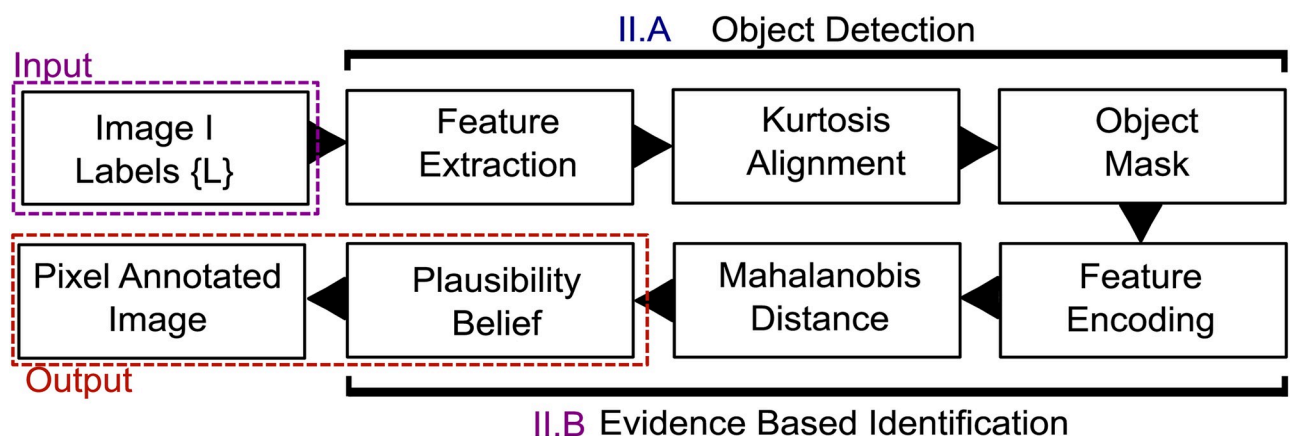 II.A Object Detection
Input
Image I
Labels {L}
Feature
Extraction
Kurtosis
Alignment
Object
Mask
Feature
Encoding
Mahalanobis
Distance
Plausibility
Belief
Pixel Annotated
Image
Output
II.B Evidence Based Identification